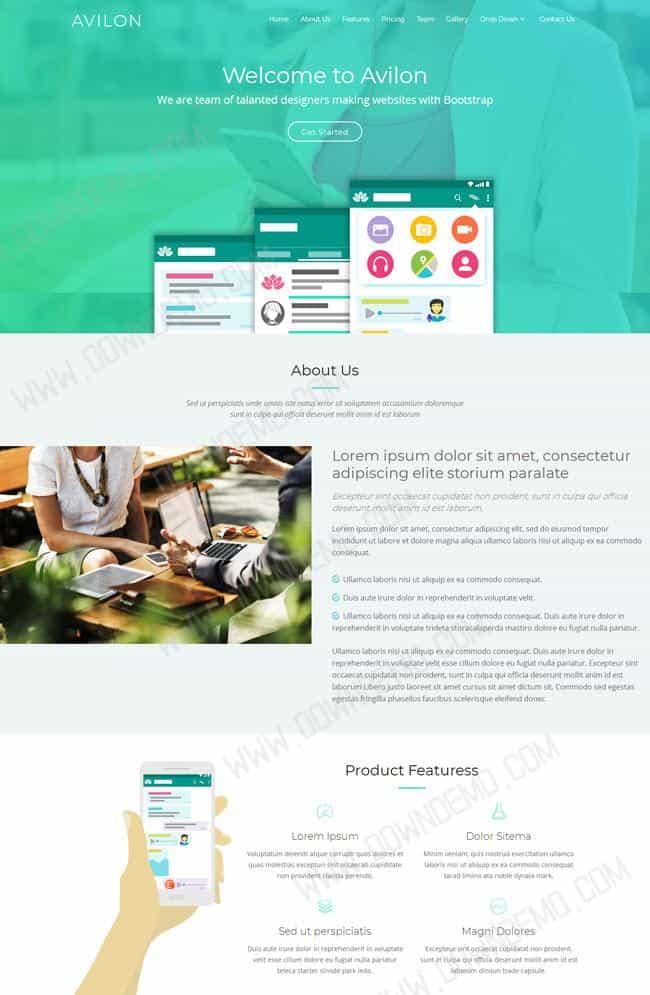 AVILON
Home About Us Features Pricing Team Gallery Drop Down Contact Us
Welcome to Avilon
We are team of talanted designers making websites with Bootstrap
Get Started
About Us
Sed ut perspiciatis unde omnis iste natus error sit voluptatem accusantium doloremque
sunt in culpa qui officia deserunt mollit anim id est laborum
Lorem ipsum dolor sit amet, consectetur
adipiscing elite storium paralate
Excepteur sint occaecat cupidatat non proident, sunt in culpa qui officia
deserunt mollit anim id est laborum.
Lorem ipsum dolor sit amet, consectetur adipiscing elit, sed do eiusmod tempor
incididunt ut labore et dolore magna aliqua ullamco laboris nisi ut aliquip ex ea commodo
consequat.
Ullamco laboris nisi ut aliquip ex ea commodo consequat.
Duis aute irure dolor in reprehenderit in voluptate velit.
Ullamco laboris nisi ut aliquip ex ea commodo consequat. Duis aute irure dolor in
reprehenderit in voluptate trideta storacalaperda mastiro dolore eu fugiat nulla pariatur.
Ullamco laboris nisi ut aliquip ex ea commodo consequat. Duis aute irure dolor in
reprehenderit in voluptate velit esse cillum dolore eu fugiat nulla pariatur. Excepteur sint
occaecat cupidatat non proident, sunt in culpa qui officia deserunt mollit anim id est
laborum Libero justo laoreet sit amet cursus sit amet dictum sit. Commodo sed egestas
egestas fringilla phasellus faucibus scelerisque eleifend donec.
Product Featuress
Lorem Ipsum
Dolor Sitema
Voluptatum deleniti atque corrupti quos dolores et
quas molestias excepturi sint occaecati cupiditate
non provident clarida perendo.
Minim veniam, quis nostrud exercitation ullamco
laboris nisi ut aliquip ex ea commodo consequat
tarad limino ata noble dynala mark.
Sed ut perspiciatis
Magni Dolores
Duis aute irure dolor in reprehenderit in voluptate
velit esse cillum dolore eu fugiat nulla pariatur
teleca starter sinode park ledo.
Excepteur sint occaecat cupidatat non proident,
sunt in culpa qui officia deserunt mollit anim id est
laborum dinoun trade capsule.
WWW.DOWNDEMO.COM
WWW.DOWNDEMO.COM